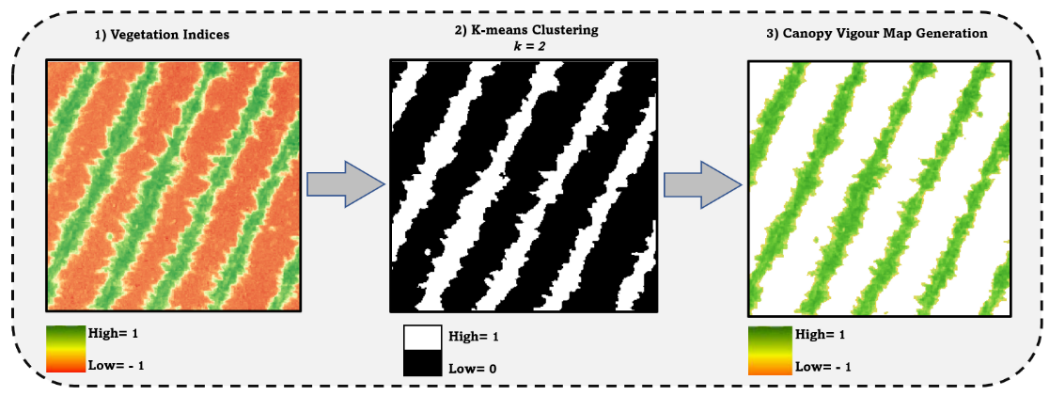 1) Vegetation Indices
2) K-means Clustering
k = 2
3) Canopy Vigour Map Generation
High= 1
Low= - 1
High= 1
Low= 0
High= 1
Low= - 1